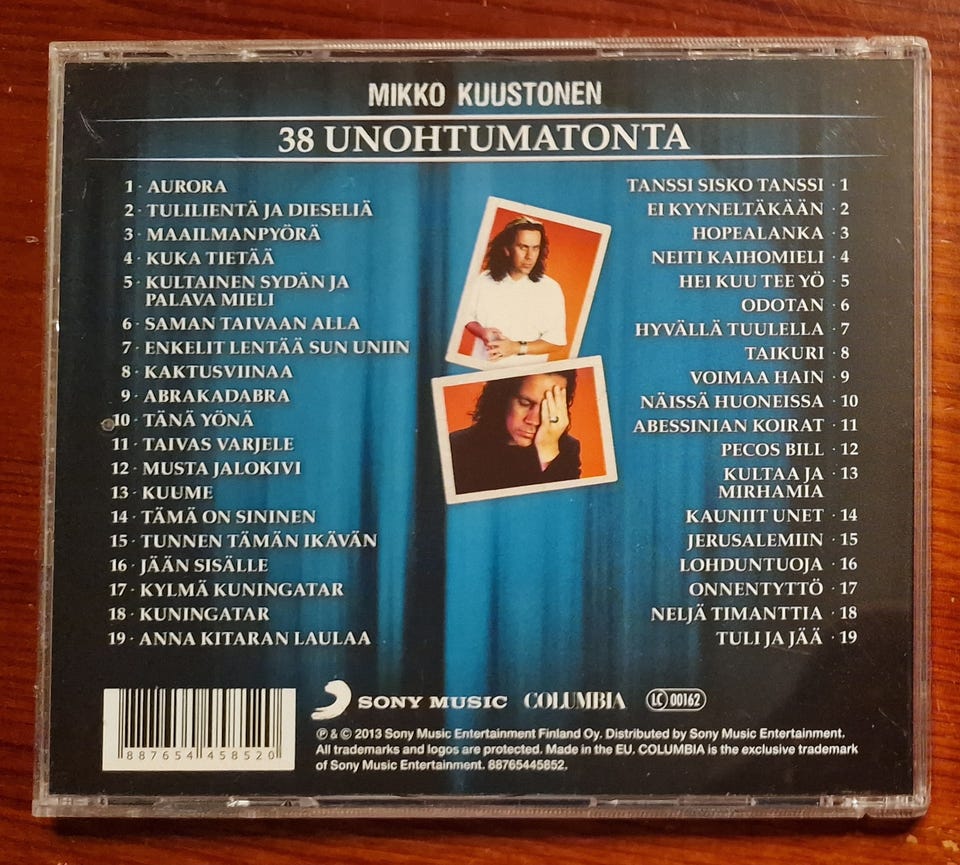 MIKKO KUUSTONEN
38 UNOHTUMATONTA
1 · AURORA
2 · TULILIENTÄ JA DIESELIÄ
3 · MAAILMANPYÖRÄ
4 · KUKA TIETÄÄ
5 · KULTAINEN SYDÄN JA
PALAVA MIELI
6 · SAMAN TAIVAAN ALLA
7 · ENKELIT LENTÄÄ SUN UNIIN
8 · KAKTUSVIINAA
9 · ABRAKADABRA
10 · TÄNÄ YÖNÄ
11 · TAIVAS VARJELE
12 · MUSTA JALOKIVI
13 · KUUME
14 · TÄMÄ ON SININEN
15 · TUNNEN TÄMÄN IKÄVÄN
16 · JÄÄN SISÄLLE
17 · KYLMÄ KUNINGATAR
18 · KUNINGATAR
19 · ANNA KITARAN LAULAA
TANSSI SISKO TANSSI · 1
EI KYYNELTÄKÄÄN · 2
HOPEALANKA · 3
NEITI KAIHOMIELI · 4
HEI KUU TEE YÖ · 5
ODOTAN · 6
HYVÄLLÄ TUULELLA · 7
TAIKURI · 8
VOIMAA HAIN · 9
NÄISSÄ HUONEISSA · 10
ABESSINIAN KOIRAT · 11
PECOS BILL · 12
KULTAA JA · 13
MIRHAMIA
KAUNIIT UNET · 14
JERUSALEMIIN · 15
LOHDUNTUOJA · 16
ONNENTYTTÖ · 17
NELJÄ TIMANTTIA · 18
TULI JA JÄÄ · 19
8 87654 45852 0
SONY MUSIC COLUMBIA LC 00162
℗ & © 2013 Sony Music Entertainment Finland Oy. Distributed by Sony Music Entertainment.
All trademarks and logos are protected. Made in the EU. COLUMBIA is the exclusive trademark
of Sony Music Entertainment. 88765445852.